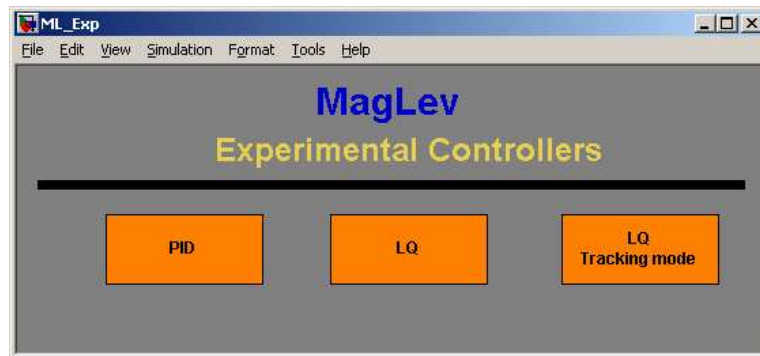 ML_Exp
File Edit View Simulation Format Tools Help
MagLev
Experimental Controllers
PID
LQ
LQ
Tracking mode